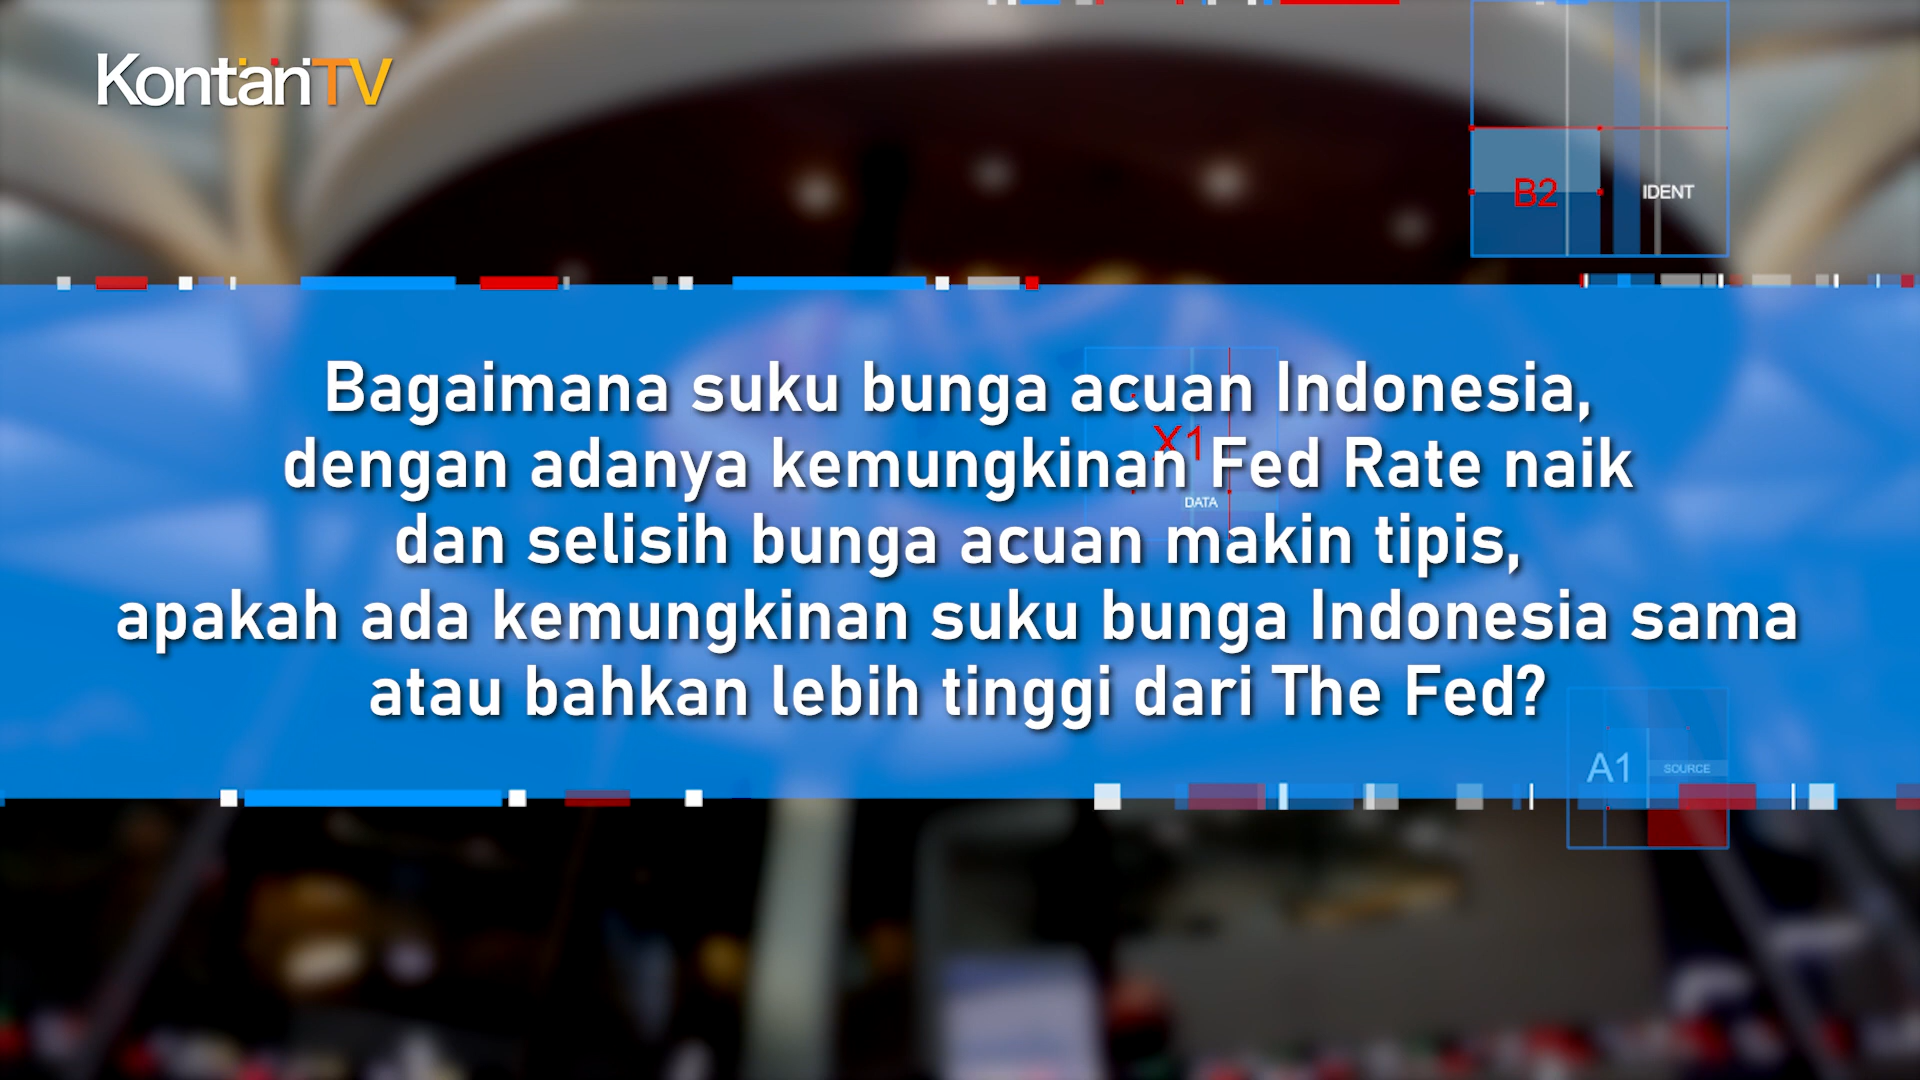 KontanTV
B2
IDENT
Bagaimana suku bunga acuan Indonesia,
X1
dengan adanya kemungkinan Fed Rate naik
DATA
dan selisih bunga acuan makin tipis,
apakah ada kemungkinan suku bunga Indonesia sama
atau bahkan lebih tinggi dari The Fed?
A1
SOURCE